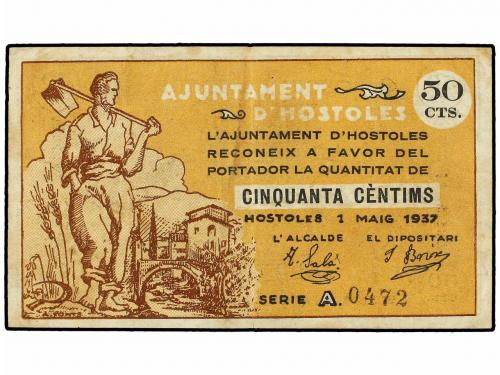 AJUNTAMENT
D'HOSTOLES
50
CTS.
L'AJUNTAMENT D'HOSTOLES
RECONEIX A FAVOR DEL
PORTADOR LA QUANTITAT DE
CINQUANTA CÈNTIMS
HOSTOLES 1 MAIG 1937
L'ALCALDE EL DIPOSITARI
SERIE A. 0472